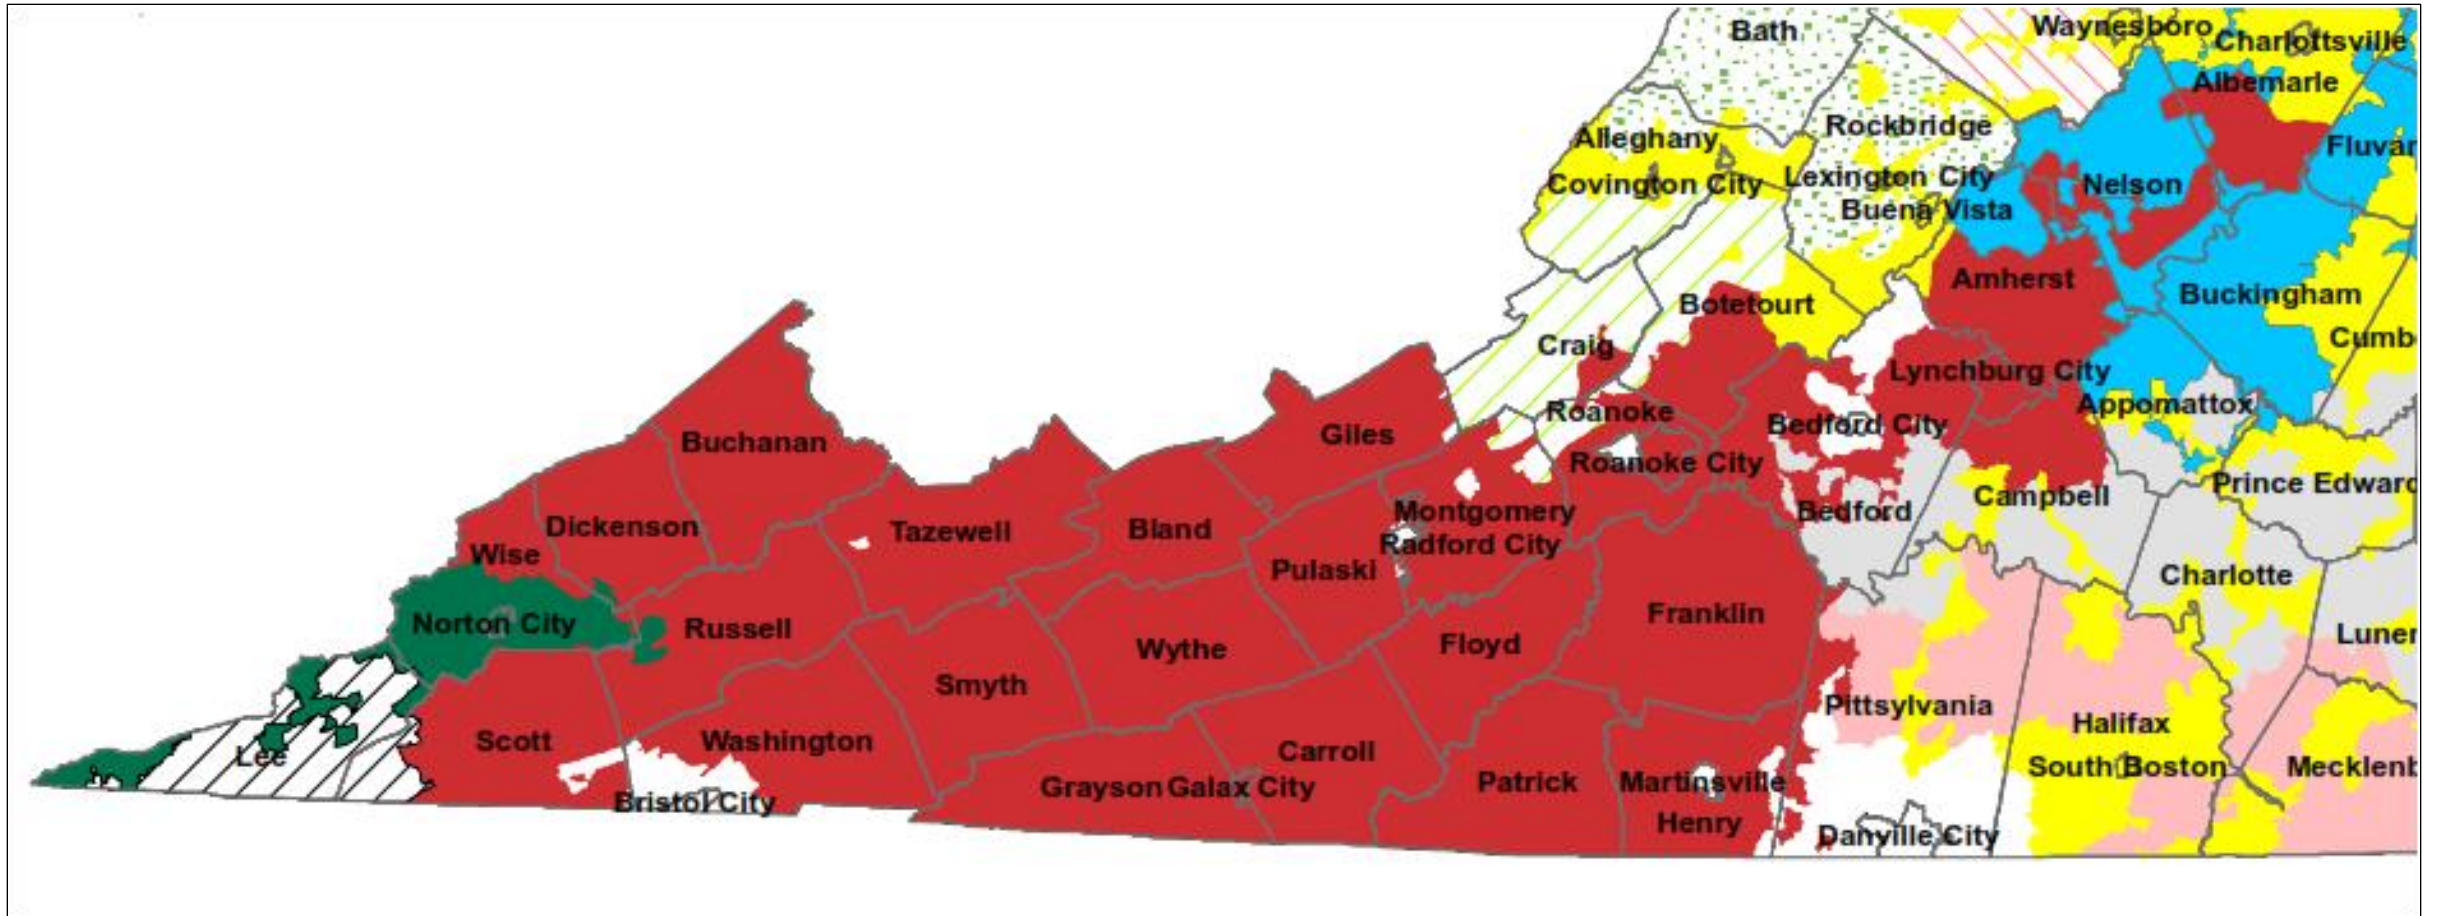 Bath
Waynesboro
Charlottsville
Albemarle
Alleghany
Rockbridge
Fluvar
Covington City
Lexington City
Nelson
Buena Vista
Amherst
Botetourt
Buckingham
Craig
Cumb
Lynchburg City
Roanoke
Appomattox
Bedford City
Buchanan
Giles
Roanoke City
Prince Edward
Campbell
Dickenson
Tazewell
Bland
Montgomery
Bedford
Wise
Radford City
Pulaski
Charlotte
Norton City
Russell
Franklin
Wythe
Floyd
Luner
Smyth
Pittsylvania
Halifax
Scott
Washington
Carroll
Lee
South Boston
Mecklenb
Grayson
Galax City
Patrick
Martinsville
Bristol City
Henry
Danville City